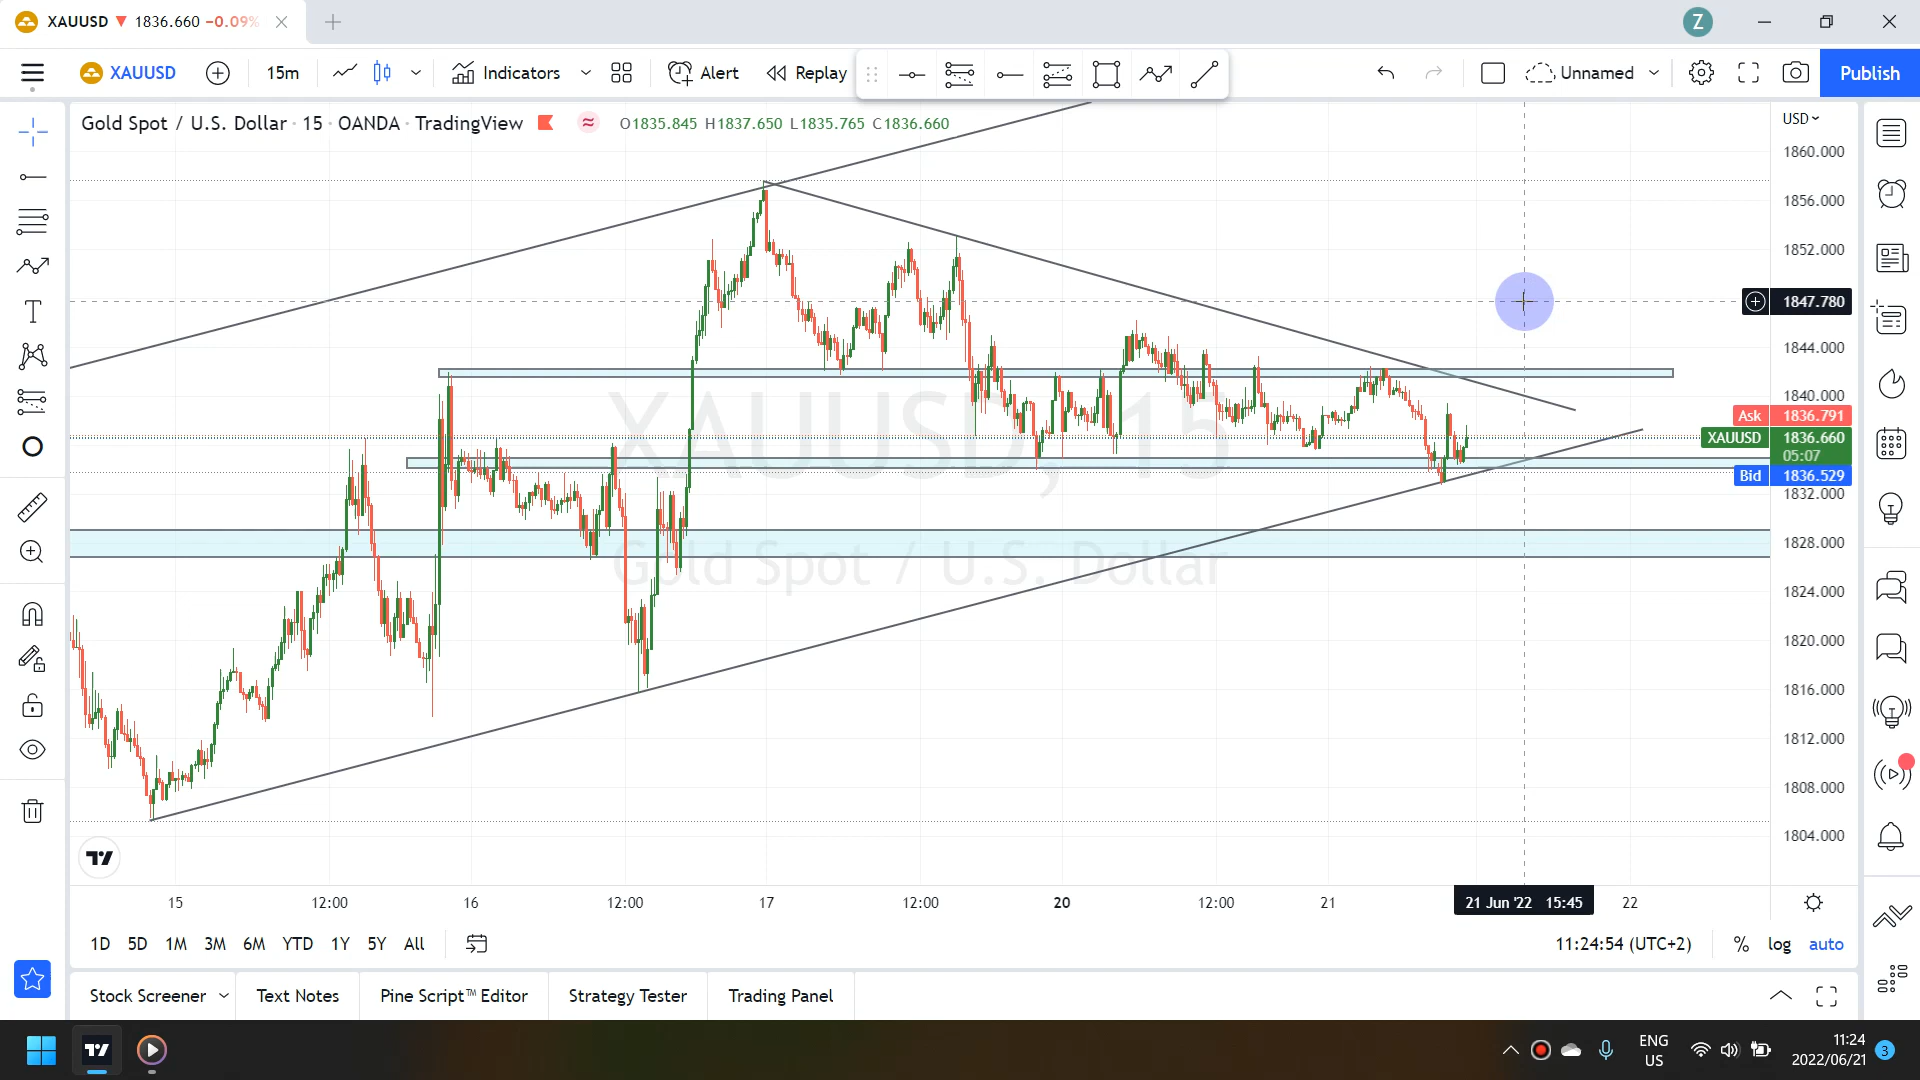 XAUUSD ▼ 1836.660 −0.09%
Z
XAUUSD
15m
Indicators
Alert
Replay
Unnamed
Publish
Gold Spot / U.S. Dollar · 15 · OANDA · TradingView
O1835.845 H1837.650 L1835.765 C1836.660
USD
1860.000
1856.000
1852.000
1847.780
1844.000
1840.000
Ask 1836.791
XAUUSD 1836.660
05:07
Bid 1836.529
1832.000
1828.000
1824.000
1820.000
1816.000
1812.000
1808.000
1804.000
XAUUSD, 15
Gold Spot / U.S. Dollar
15 12:00 16 12:00 17 12:00 20 12:00 21 21 Jun '22 15:45 22
1D 5D 1M 3M 6M YTD 1Y 5Y All
11:24:54 (UTC+2) % log auto
Stock Screener Text Notes Pine Script™ Editor Strategy Tester Trading Panel
ENG
US
11:24
2022/06/21
3